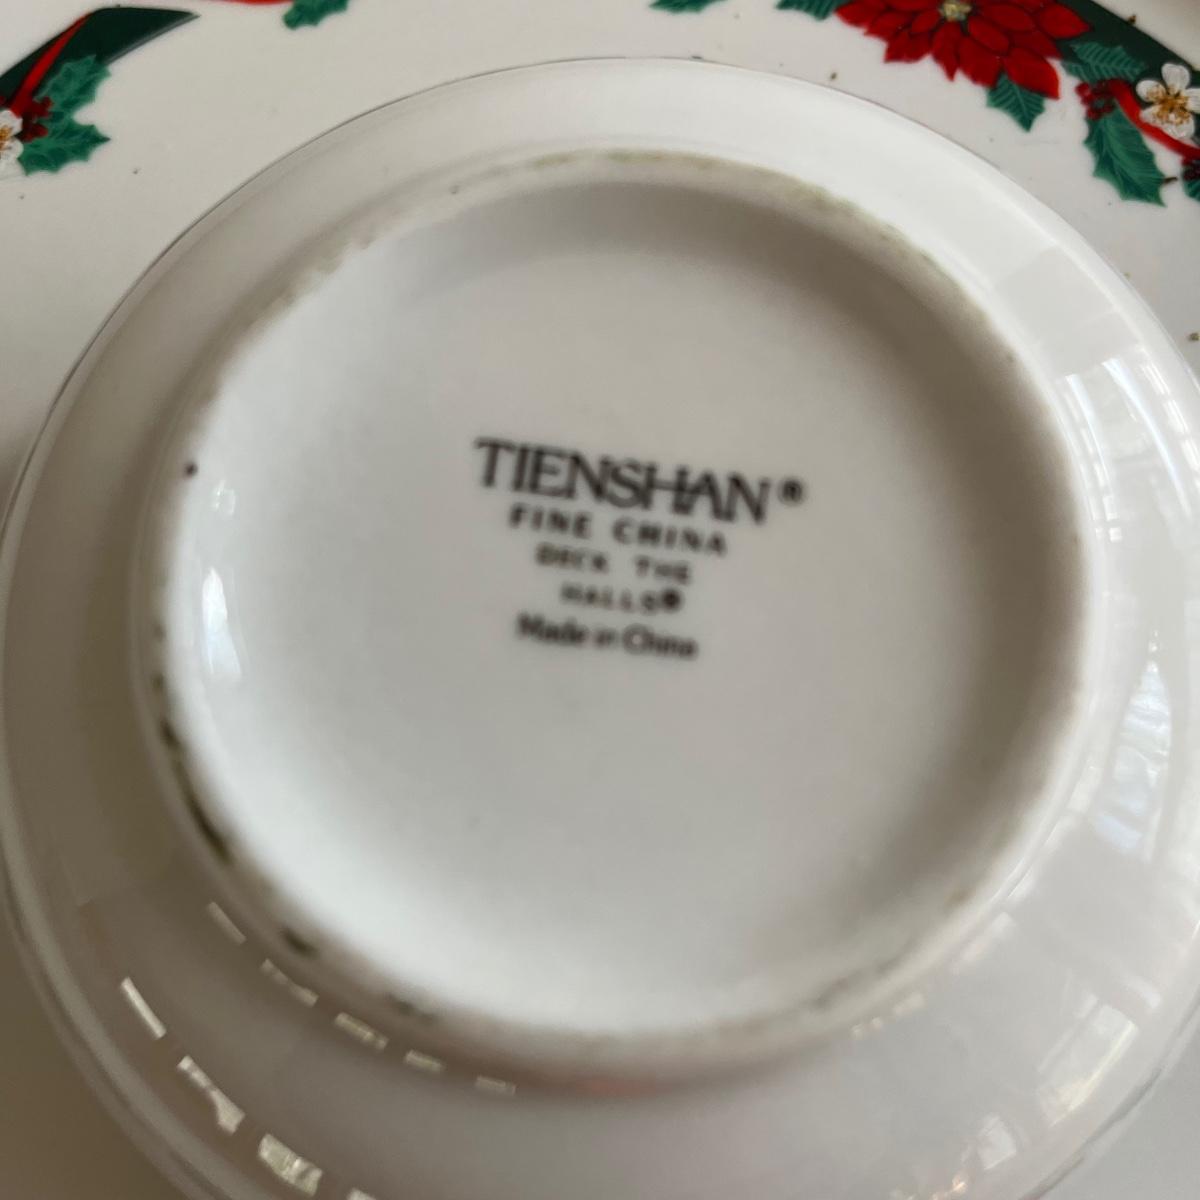 TIENSHAN®
FINE CHINA
DECK THE
HALLS®
Made in China